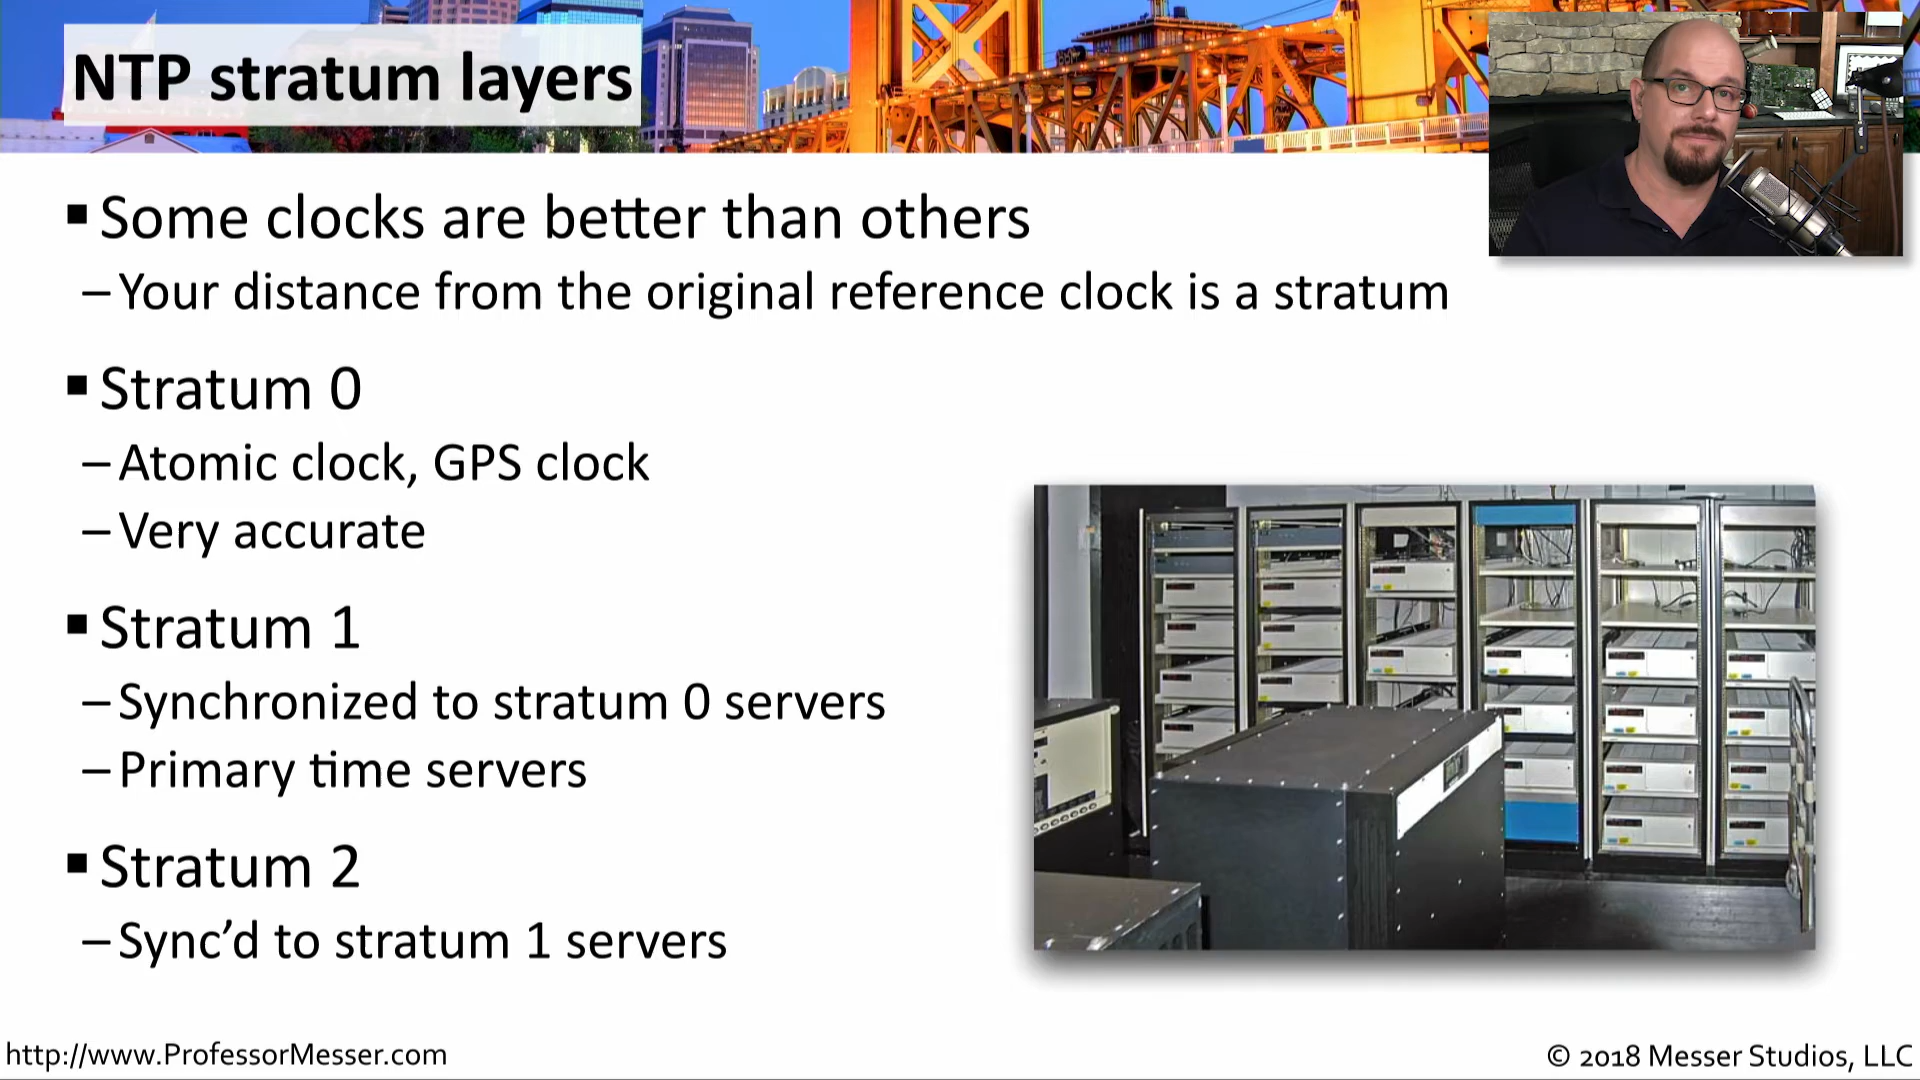 NTP stratum layers
▪ Some clocks are better than others
– Your distance from the original reference clock is a stratum
▪ Stratum 0
– Atomic clock, GPS clock
– Very accurate
▪ Stratum 1
– Synchronized to stratum 0 servers
– Primary time servers
▪ Stratum 2
– Sync’d to stratum 1 servers
http://www.ProfessorMesser.com
© 2018 Messer Studios, LLC